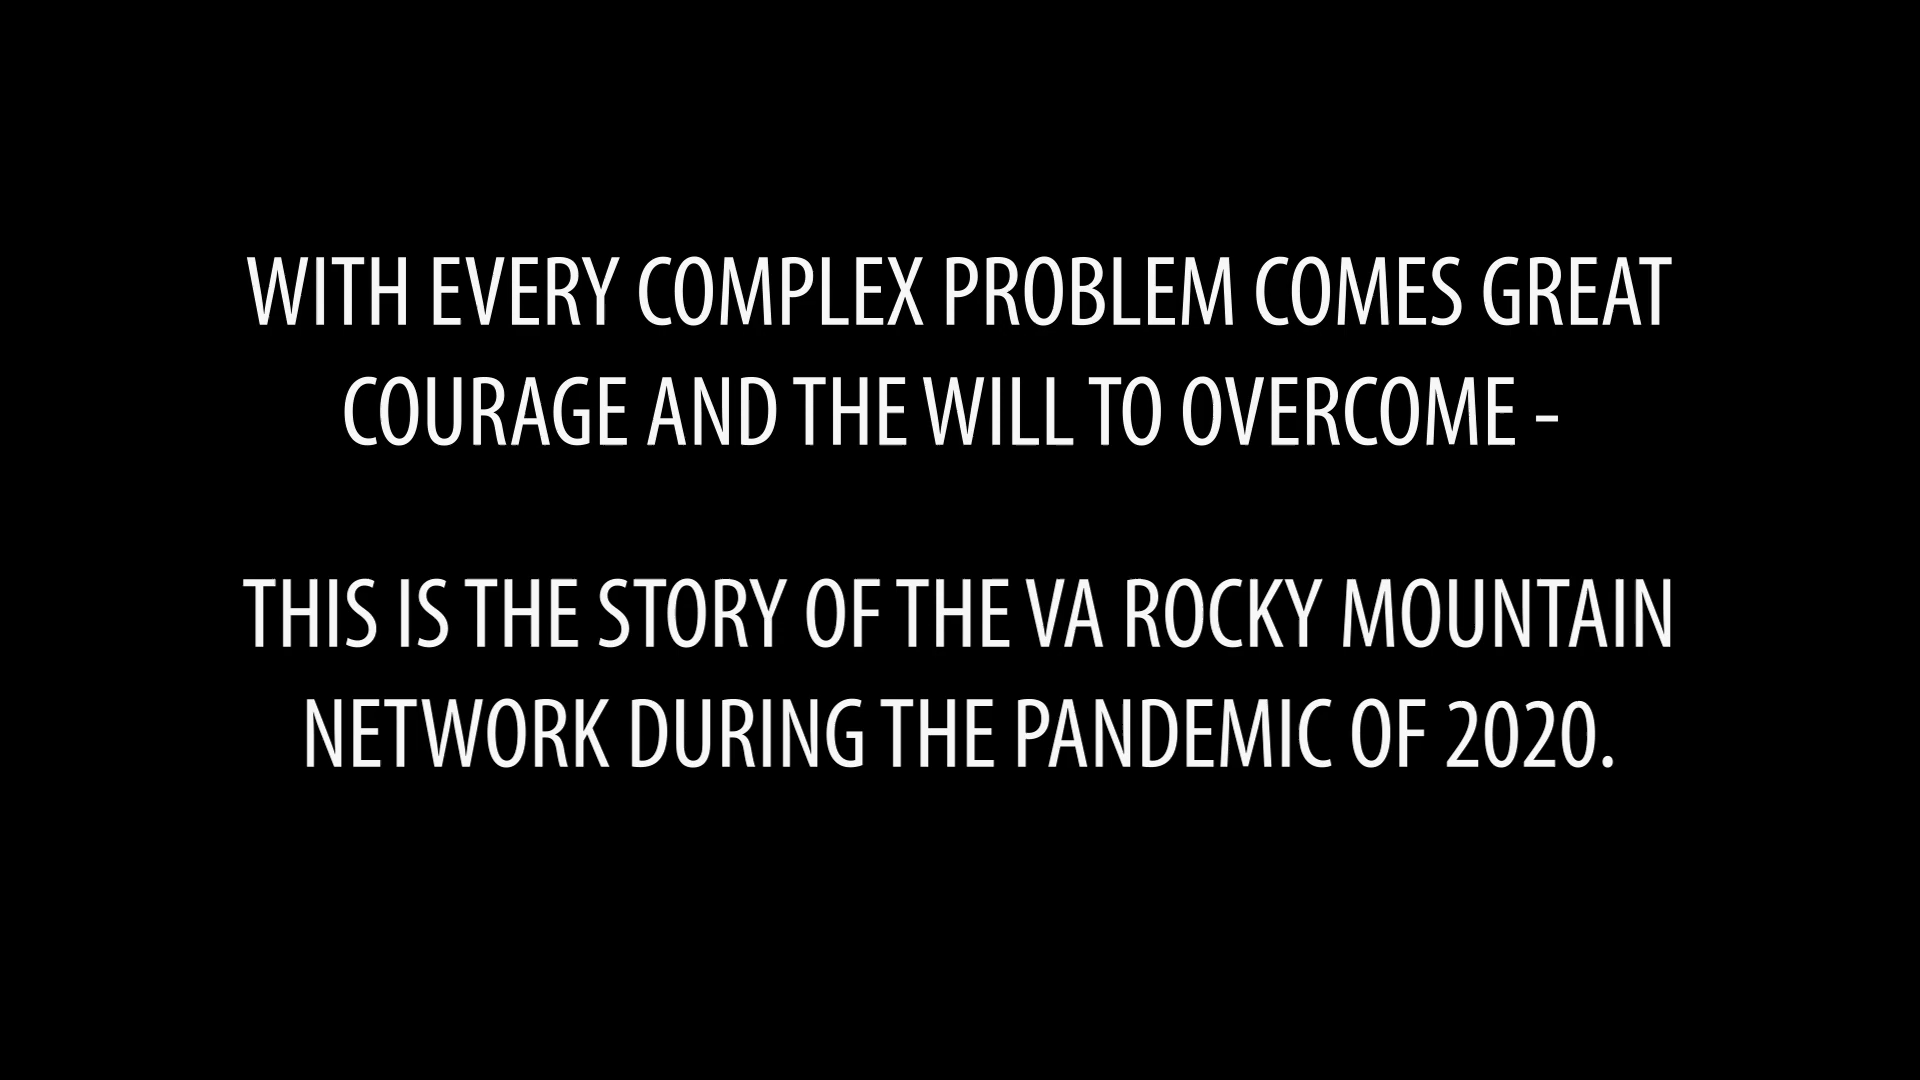 WITH EVERY COMPLEX PROBLEM COMES GREAT
COURAGE AND THE WILL TO OVERCOME -
THIS IS THE STORY OF THE VA ROCKY MOUNTAIN
NETWORK DURING THE PANDEMIC OF 2020.